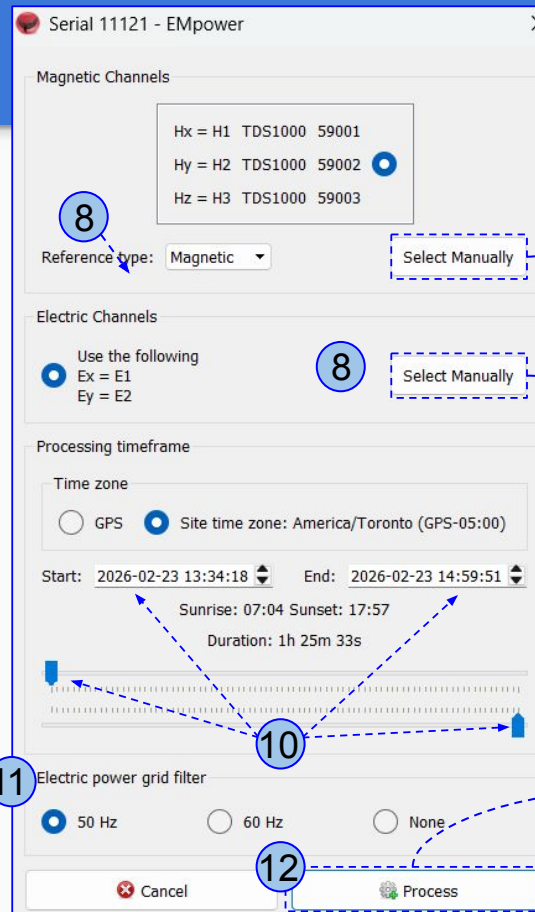 Serial 11121 - EMpower
Magnetic Channels
Hx = H1 TDS1000 59001
Hy = H2 TDS1000 59002
Hz = H3 TDS1000 59003
8
Reference type: Magnetic Select Manually
Electric Channels
Use the following
Ex = E1
Ey = E2
8
Select Manually
Processing timeframe
Time zone
GPS Site time zone: America/Toronto (GPS-05:00)
Start: 2026-02-23 13:34:18 End: 2026-02-23 14:59:51
Sunrise: 07:04 Sunset: 17:57
Duration: 1h 25m 33s
10
11
Electric power grid filter
50 Hz 60 Hz None
12
Cancel Process